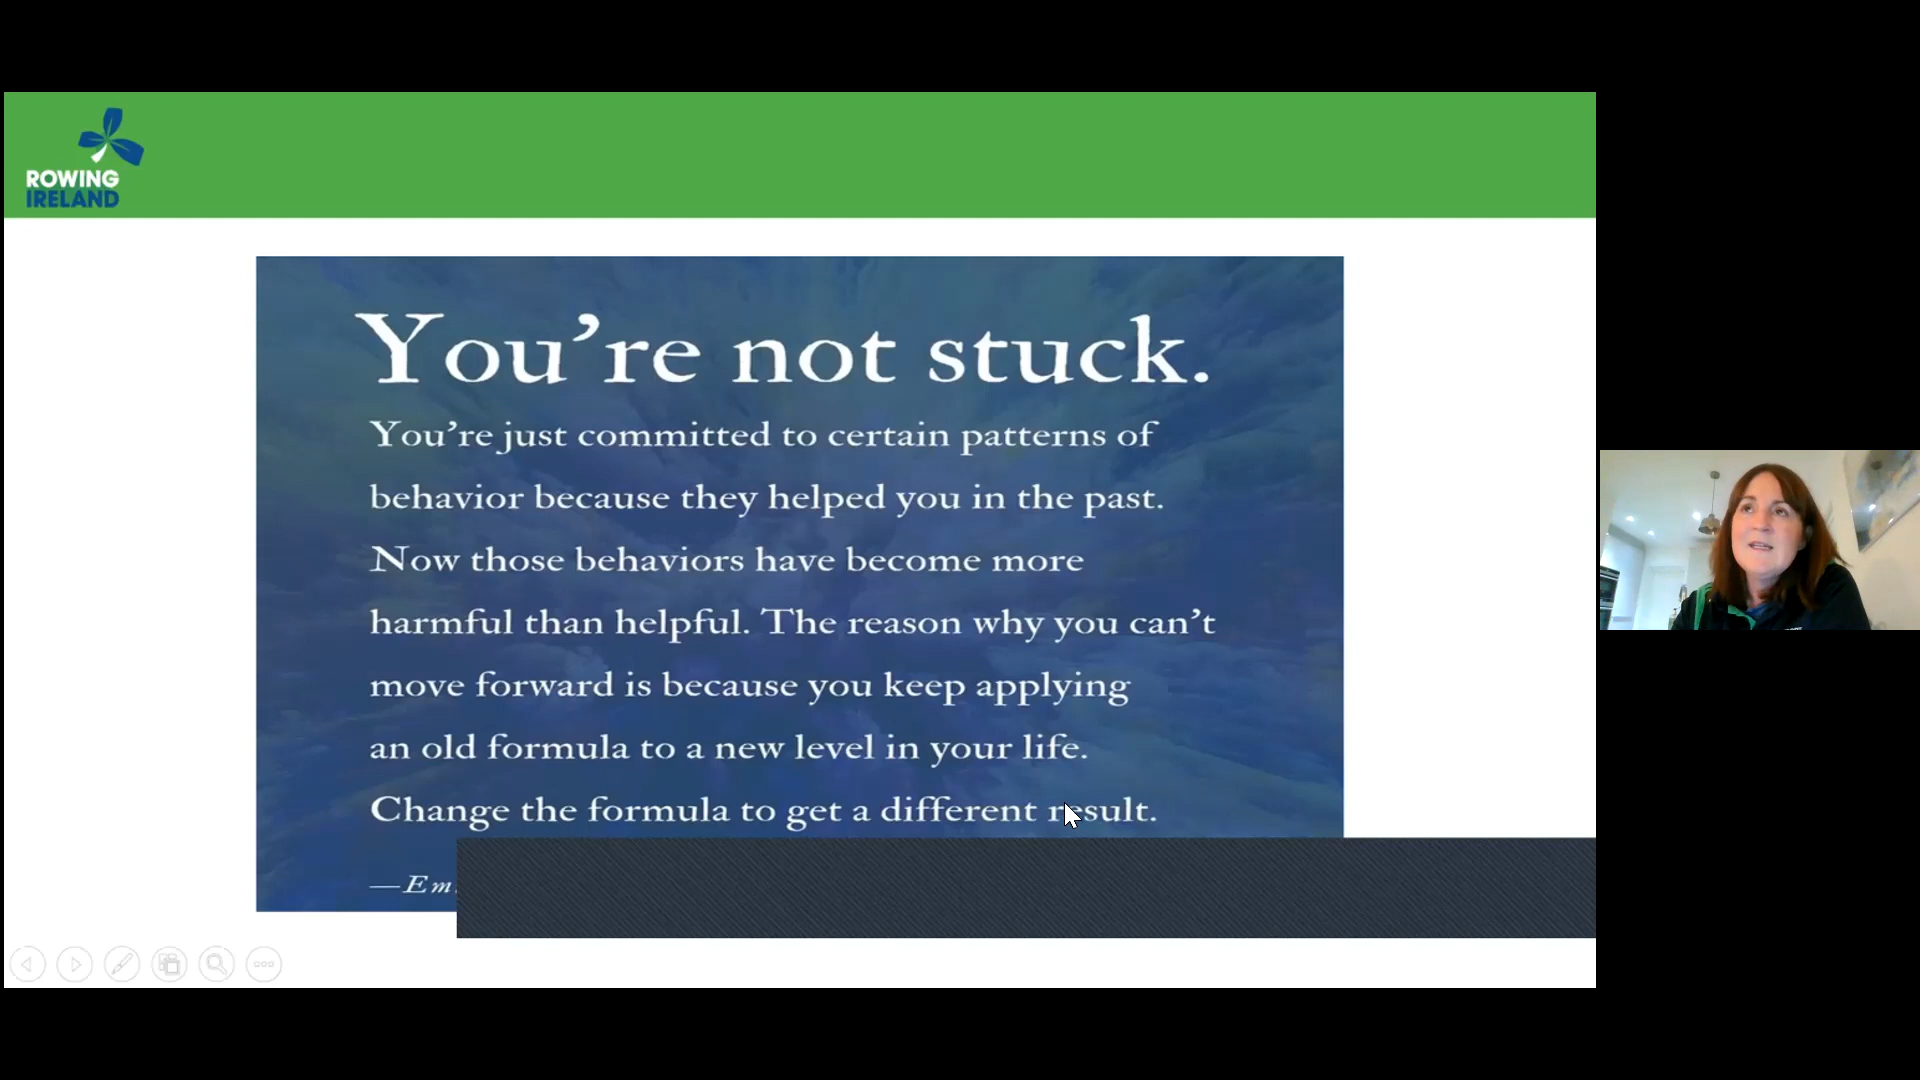 ROWING
IRELAND
You're not stuck.
You're just committed to certain patterns of
behavior because they helped you in the past.
Now those behaviors have become more
harmful than helpful. The reason why you can't
move forward is because you keep applying
an old formula to a new level in your life.
Change the formula to get a different result.